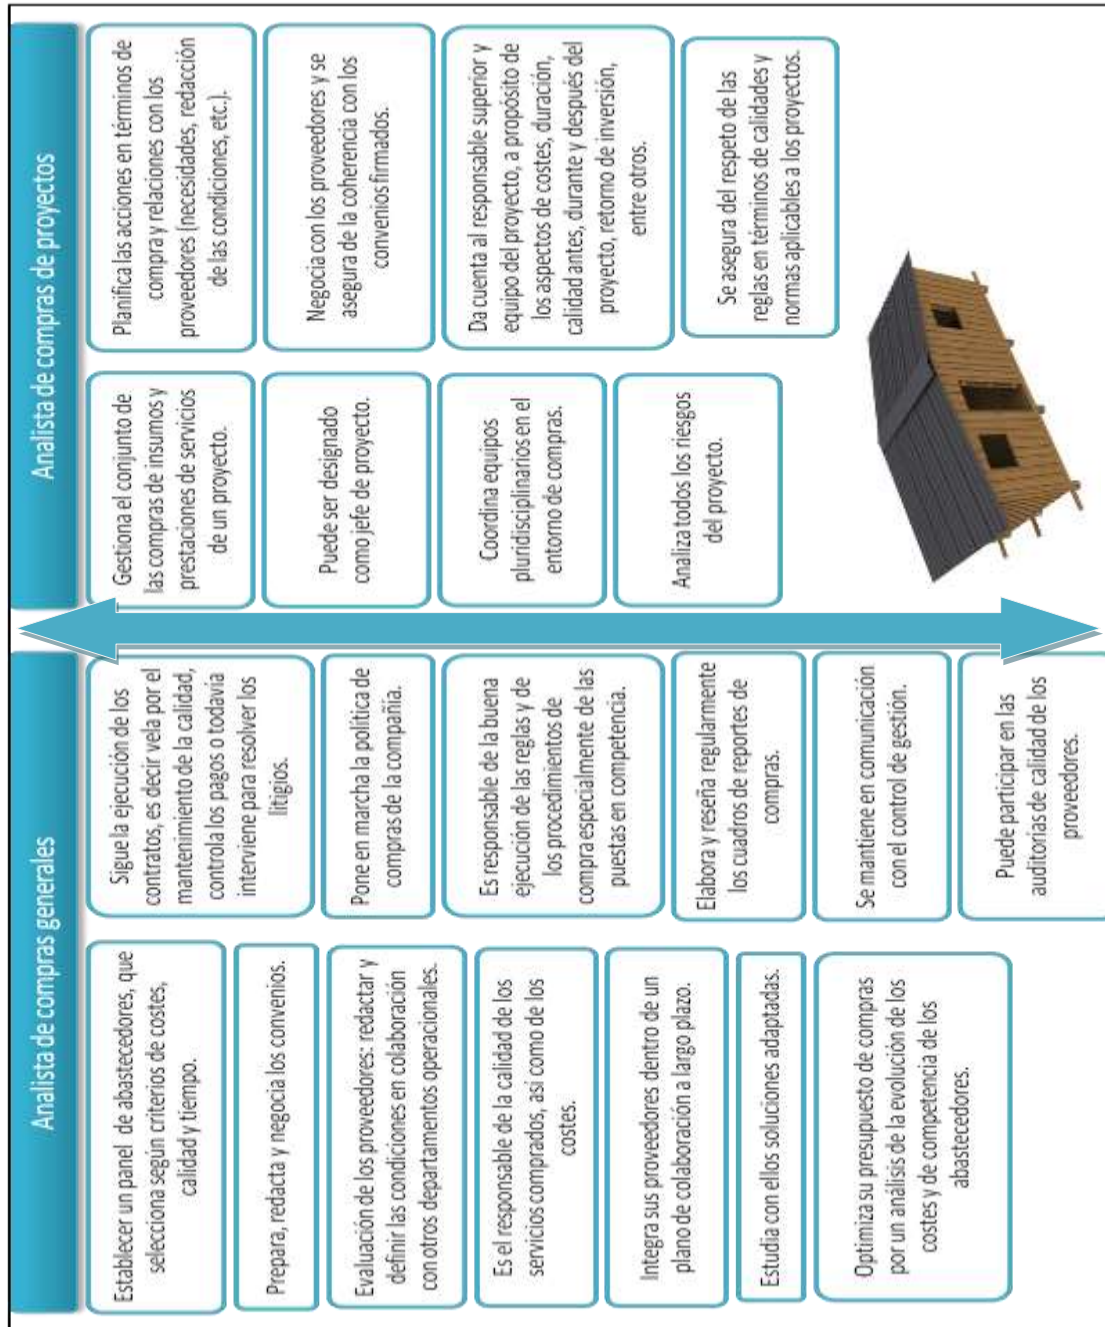 Analista de compras generales
Establecer un panel de abastecedores, que
selecciona según criterios de costes,
calidad y tiempo.
Prepara, redacta y negocia los convenios.
Evaluación de los proveedores: redactar y
definir las condiciones en colaboración
con otros departamentos operacionales.
Es el responsable de la calidad de los
servicios comprados, así como de los
costes.
Integra sus proveedores dentro de un
plano de colaboración a largo plazo.
Estudia con ellos soluciones adaptadas.
Optimiza su presupuesto de compras
por un análisis de la evolución de los
costes y de competencia de los
abastecedores.
Sigue la ejecución de los
contratos, es decir vela por el
mantenimiento de la calidad,
controla los pagos o todavía
interviene para resolver los
litigios.
Pone en marcha la política de
compras de la compañía.
Es responsable de la buena
ejecución de las reglas y de
los procedimientos de
compra especialmente de las
puestas en competencia.
Elabora y reseña regularmente
los cuadros de reportes de
compras.
Se mantiene en comunicación
con el control de gestión.
Puede participar en las
auditorias de calidad de los
proveedores.
Analista de compras de proyectos
Gestiona el conjunto de
las compras de insumos y
prestaciones de servicios
de un proyecto.
Puede ser designado
como jefe de proyecto.
Coordina equipos
pluridisciplinarios en el
entorno de compras.
Analiza todos los riesgos
del proyecto.
Planifica las acciones en términos de
compra y relaciones con los
proveedores (necesidades, redacción
de las condiciones, etc.).
Negocia con los proveedores y se
asegura de la coherencia con los
convenios firmados.
Da cuenta al responsable superior y
equipo del proyecto, a propósito de
los aspectos de costes, duración,
calidad antes, durante y después del
proyecto, retorno de inversión,
entre otros.
Se asegura del respeto de las
reglas en términos de calidades y
normas aplicables a los proyectos.